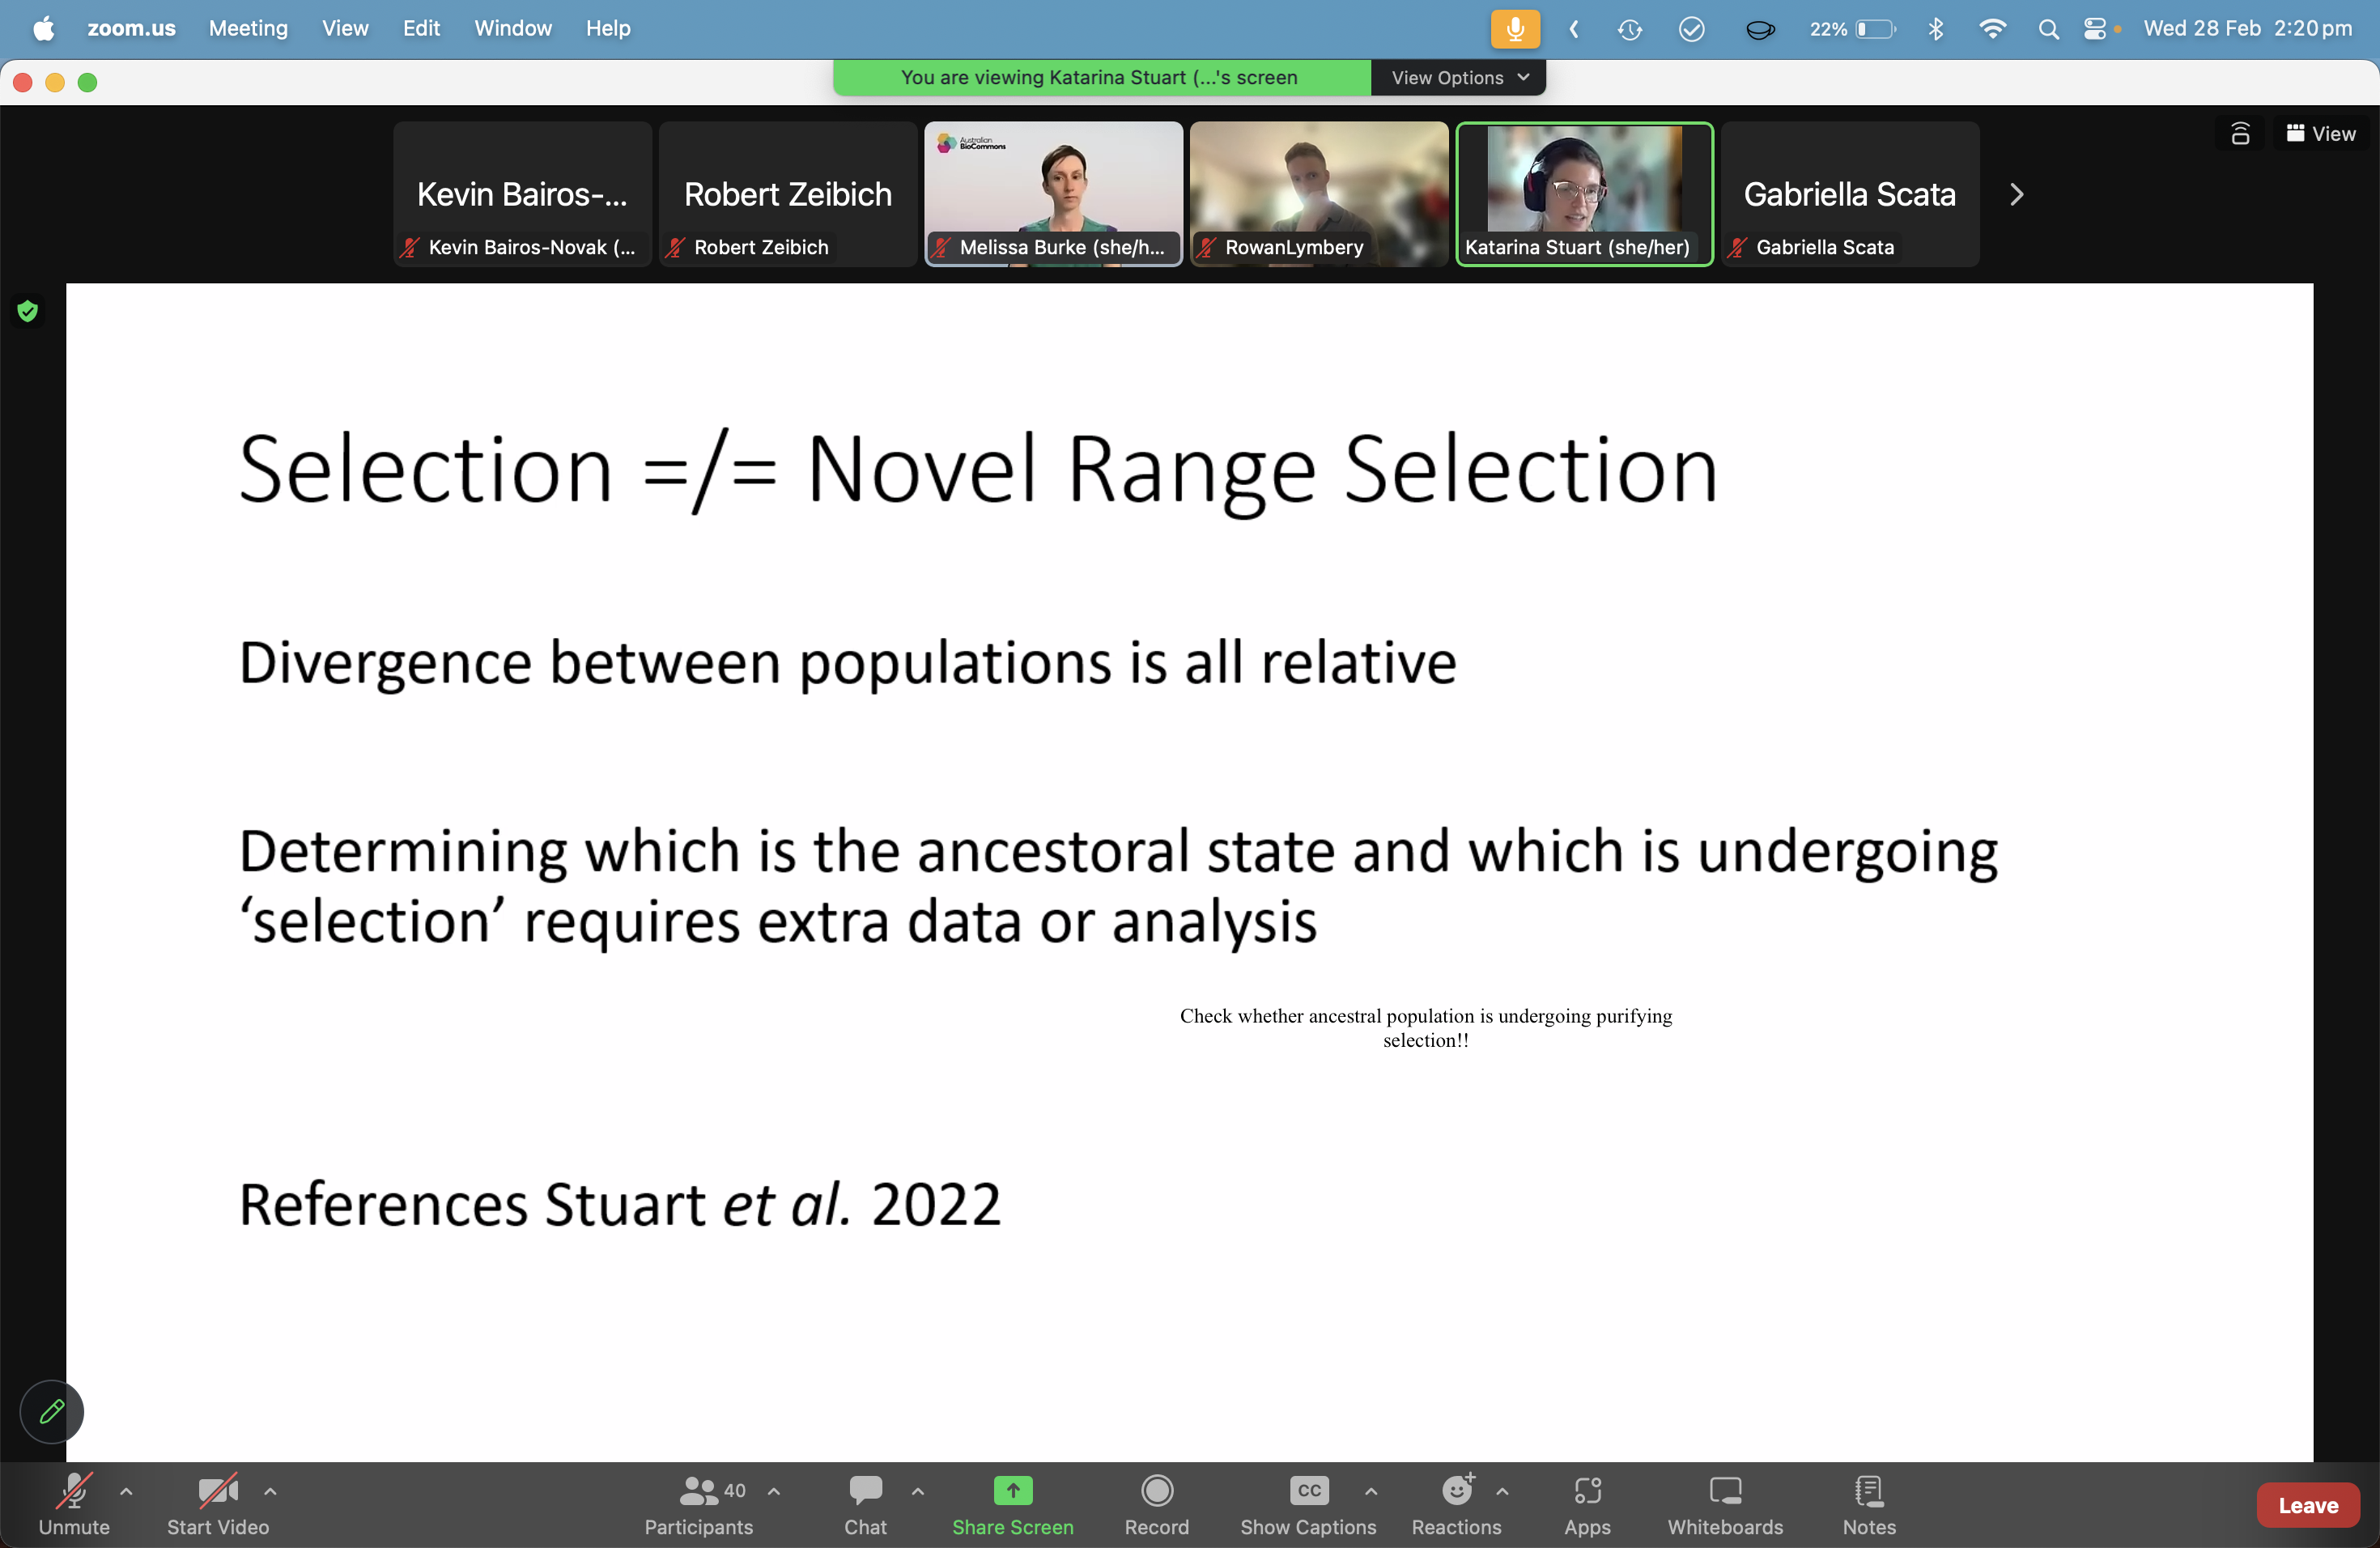 zoom.us Meeting View Edit Window Help 22% Wed 28 Feb 2:20 pm
You are viewing Katarina Stuart (...'s screen View Options
Kevin Bairos-... Robert Zeibich Australian BioCommons Gabriella Scata View
Kevin Bairos-Novak (... Robert Zeibich Melissa Burke (she/h... RowanLymbery Katarina Stuart (she/her) Gabriella Scata
Selection =/= Novel Range Selection
Divergence between populations is all relative
Determining which is the ancestoral state and which is undergoing
‘selection’ requires extra data or analysis
Check whether ancestral population is undergoing purifying
selection!!
References Stuart et al. 2022
40 CC
Unmute Start Video Participants Chat Share Screen Record Show Captions Reactions Apps Whiteboards Notes Leave